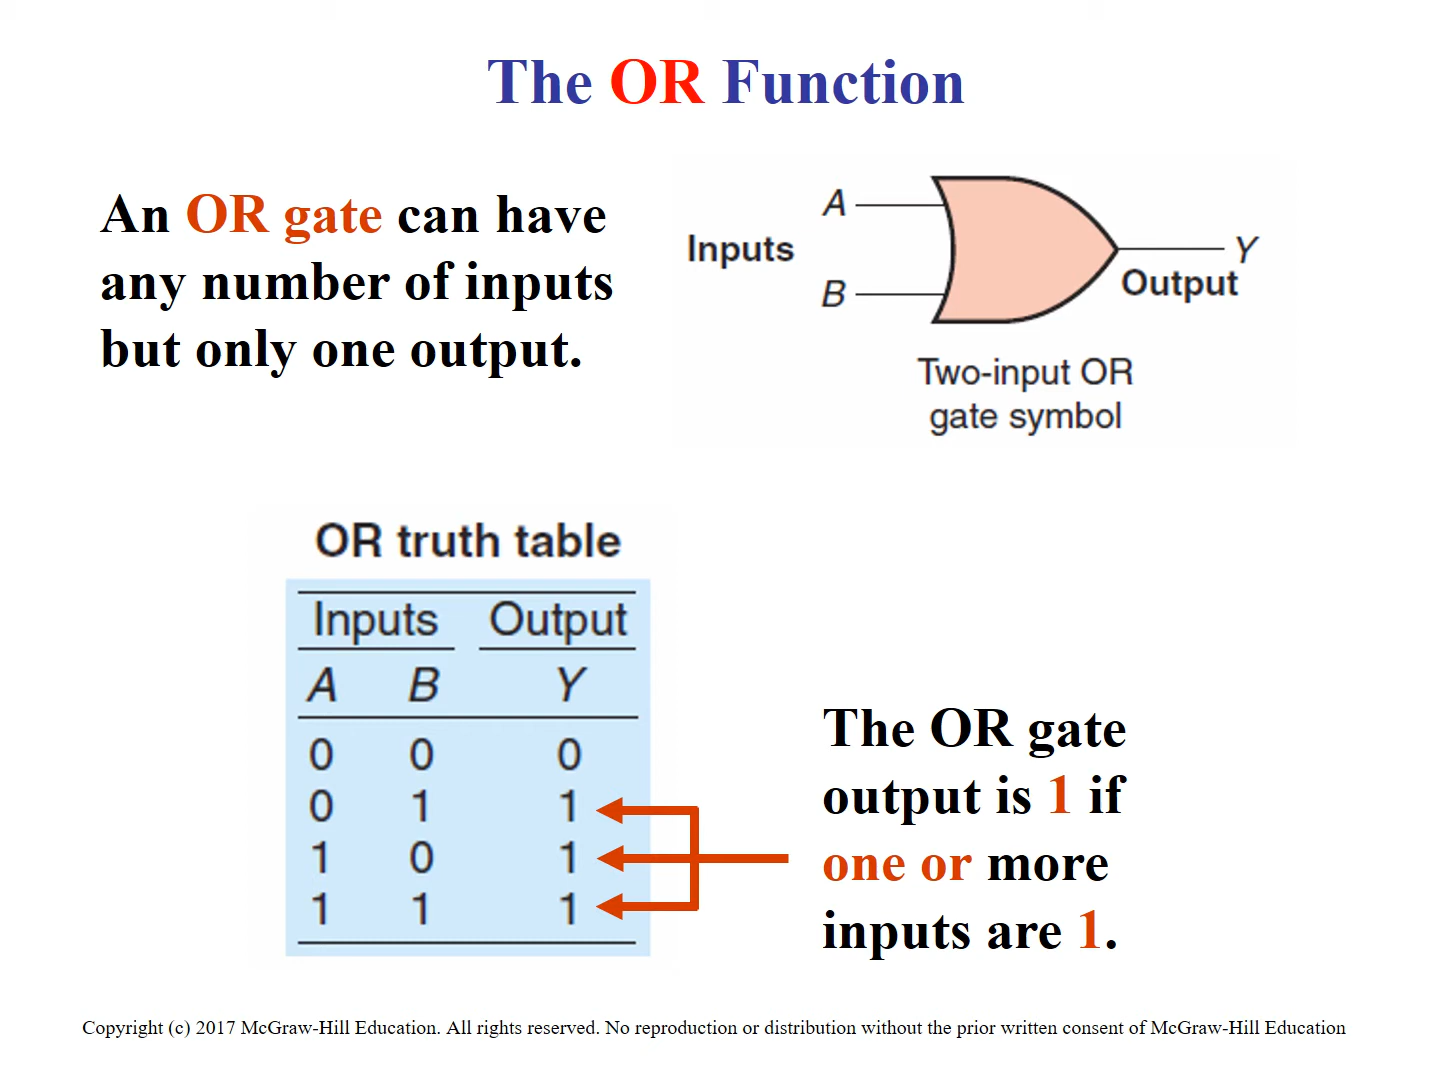 The OR Function
An OR gate can have
any number of inputs
but only one output.
A
Inputs
B
Y
Output
Two-input OR
gate symbol
OR truth table
Inputs Output
A B Y
0 0 0
0 1 1
1 0 1
1 1 1
The OR gate
output is 1 if
one or more
inputs are 1.
Copyright (c) 2017 McGraw-Hill Education. All rights reserved. No reproduction or distribution without the prior written consent of McGraw-Hill Education